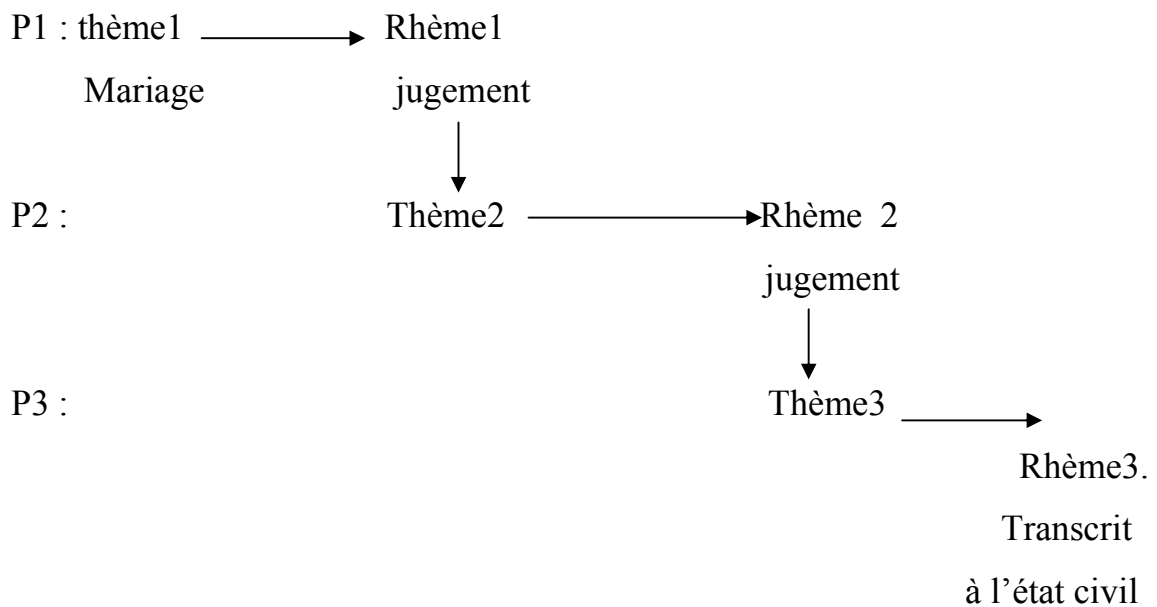 P1 : thème1 Rhème1
Mariage jugement
P2 : Thème2 Rhème 2
jugement
P3 : Thème3
Rhème3.
Transcrit
à l’état civil